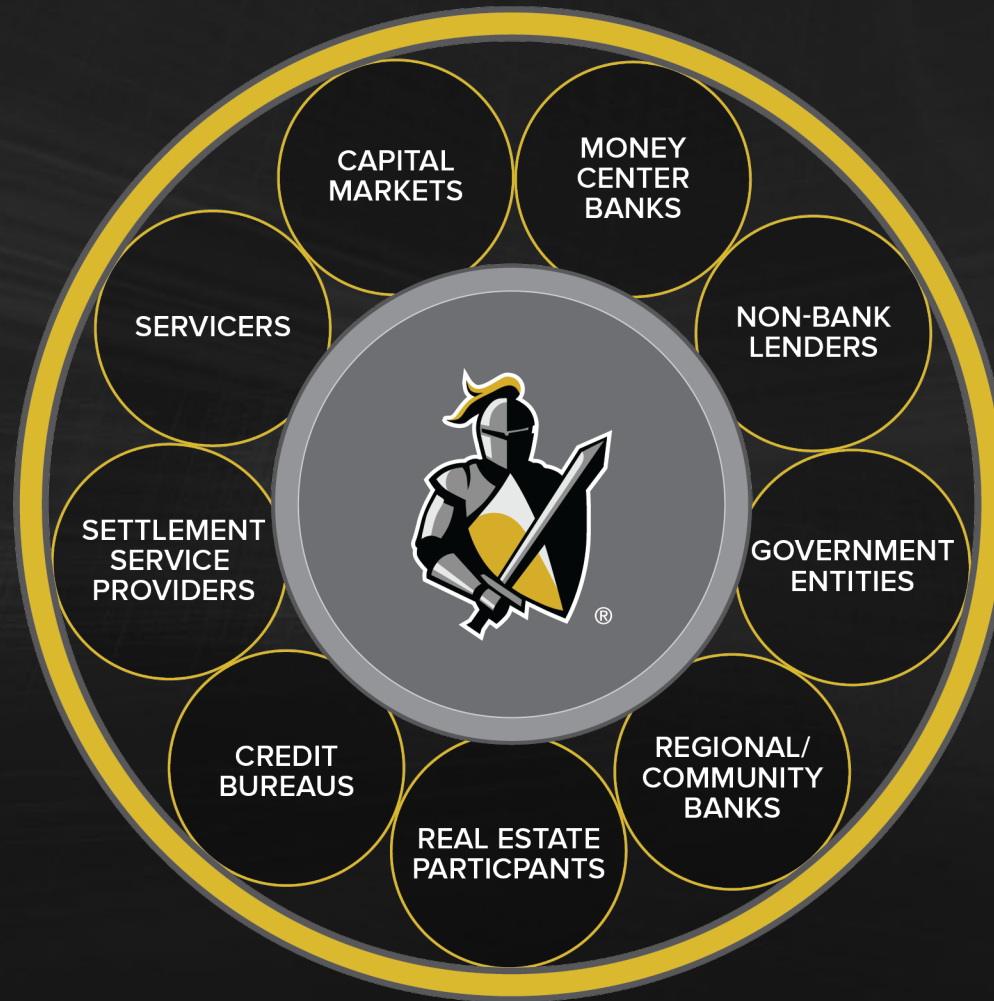 CAPITAL
MARKETS
MONEY
CENTER
BANKS
NON-BANK
LENDERS
GOVERNMENT
ENTITIES
REGIONAL/
COMMUNITY
BANKS
REAL ESTATE
PARTICPANTS
CREDIT
BUREAUS
SETTLEMENT
SERVICE
PROVIDERS
SERVICERS
®